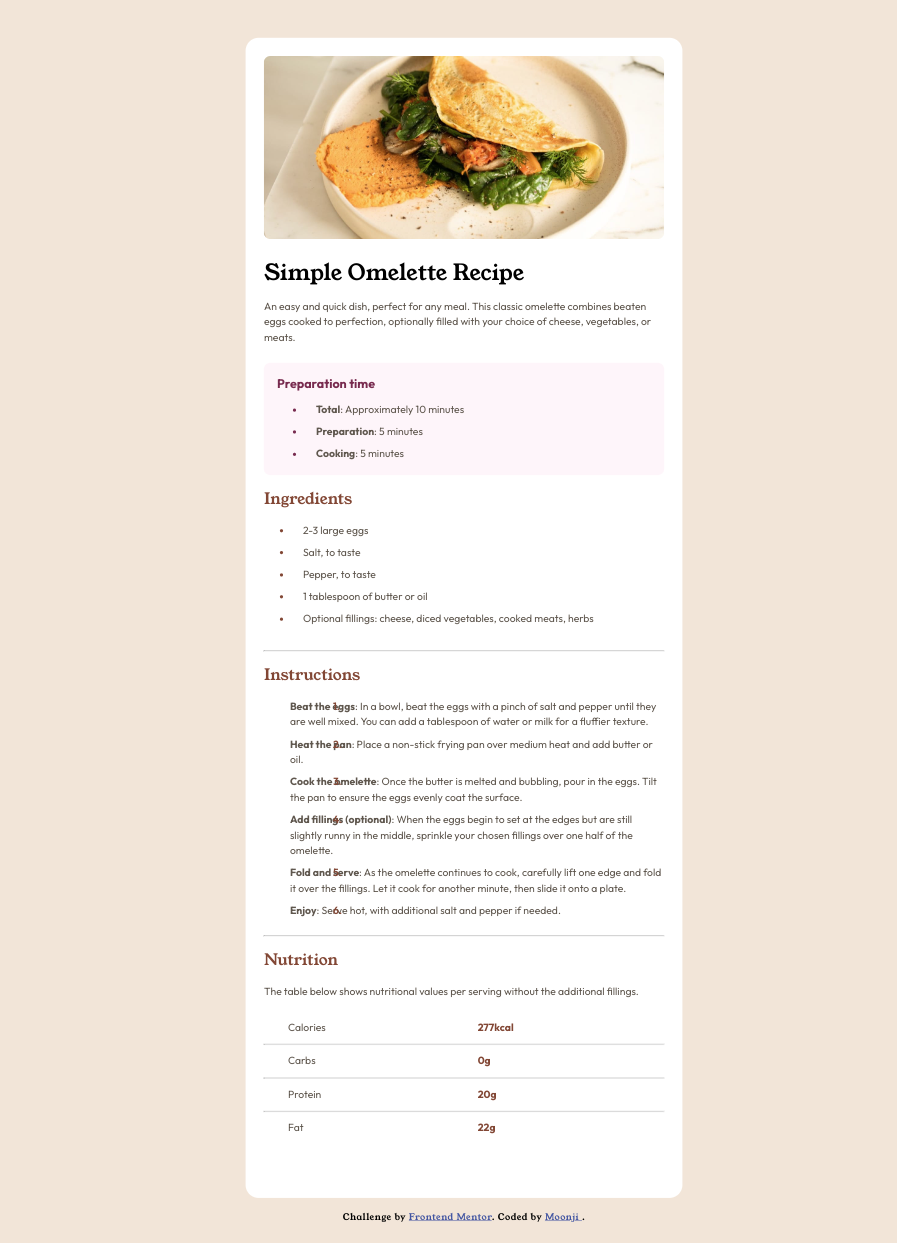 Simple Omelette Recipe
An easy and quick dish, perfect for any meal. This classic omelette combines beaten
eggs cooked to perfection, optionally filled with your choice of cheese, vegetables, or
meats.
Preparation time
• Total: Approximately 10 minutes
• Preparation: 5 minutes
• Cooking: 5 minutes
Ingredients
• 2-3 large eggs
• Salt, to taste
• Pepper, to taste
• 1 tablespoon of butter or oil
• Optional fillings: cheese, diced vegetables, cooked meats, herbs
Instructions
1. Beat the eggs: In a bowl, beat the eggs with a pinch of salt and pepper until they
are well mixed. You can add a tablespoon of water or milk for a fluffier texture.
2. Heat the pan: Place a non-stick frying pan over medium heat and add butter or
oil.
3. Cook the omelette: Once the butter is melted and bubbling, pour in the eggs. Tilt
the pan to ensure the eggs evenly coat the surface.
4. Add fillings (optional): When the eggs begin to set at the edges but are still
slightly runny in the middle, sprinkle your chosen fillings over one half of the
omelette.
5. Fold and serve: As the omelette continues to cook, carefully lift one edge and fold
it over the fillings. Let it cook for another minute, then slide it onto a plate.
6. Enjoy: Serve hot, with additional salt and pepper if needed.
Nutrition
The table below shows nutritional values per serving without the additional fillings.
Calories 277kcal
Carbs 0g
Protein 20g
Fat 22g
Challenge by Frontend Mentor. Coded by Moonji .